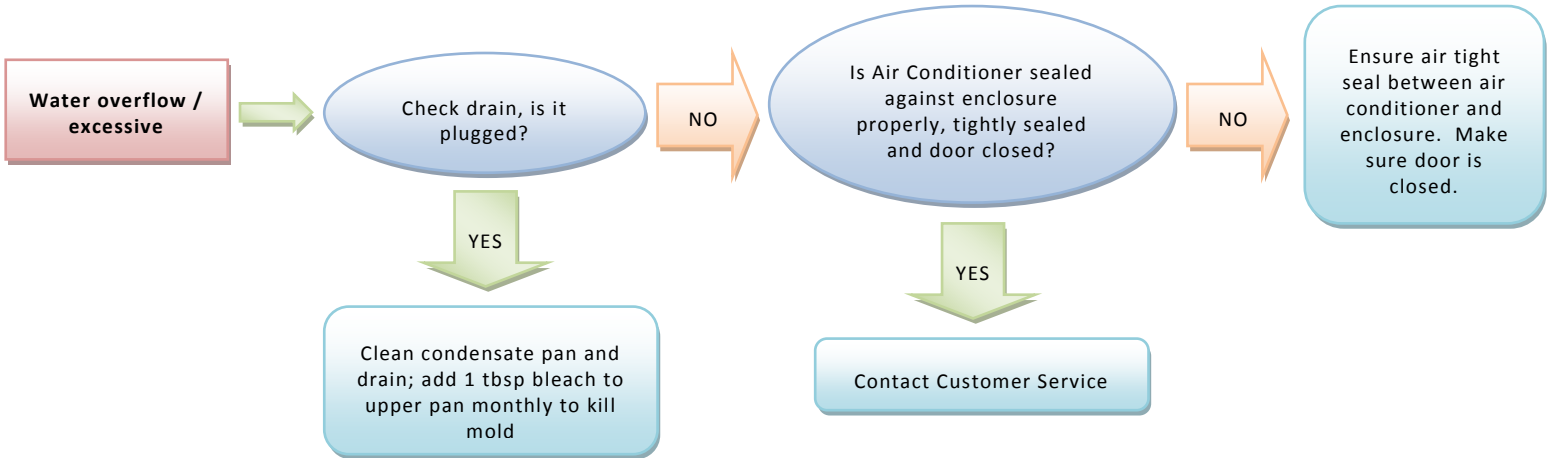 Water overflow /
excessive
Check drain, is it
plugged?
NO
Is Air Conditioner sealed
against enclosure
properly, tightly sealed
and door closed?
NO
Ensure air tight
seal between air
conditioner and
enclosure. Make
sure door is
closed.
YES
Clean condensate pan and
drain; add 1 tbsp bleach to
upper pan monthly to kill
mold
YES
Contact Customer Service